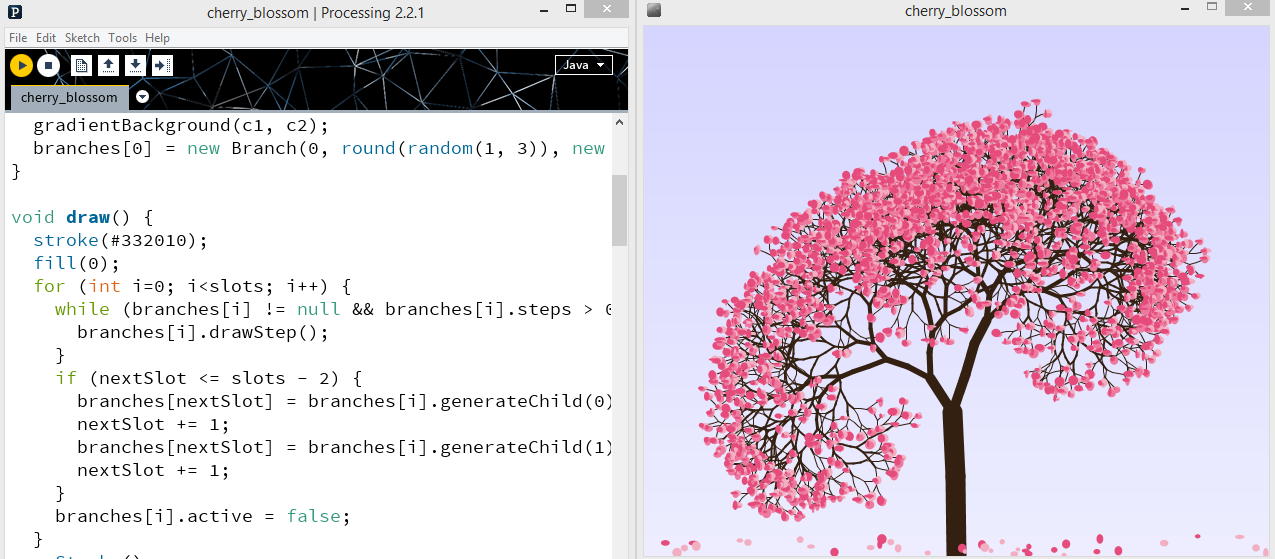 cherry_blossom | Processing 2.2.1
File Edit Sketch Tools Help
Java
cherry_blossom
gradientBackground(c1, c2);
branches[0] = new Branch(0, round(random(1, 3)), new
}
void draw() {
stroke(#332010);
fill(0);
for (int i=0; i<slots; i++) {
while (branches[i] != null && branches[i].steps > 0
branches[i].drawStep();
}
if (nextSlot <= slots - 2) {
branches[nextSlot] = branches[i].generateChild(0)
nextSlot += 1;
branches[nextSlot] = branches[i].generateChild(1)
nextSlot += 1;
}
branches[i].active = false;
}
cherry_blossom